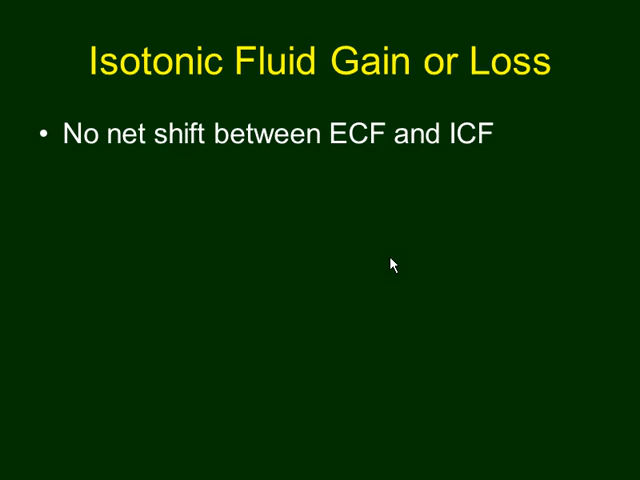 Isotonic Fluid Gain or Loss
• No net shift between ECF and ICF